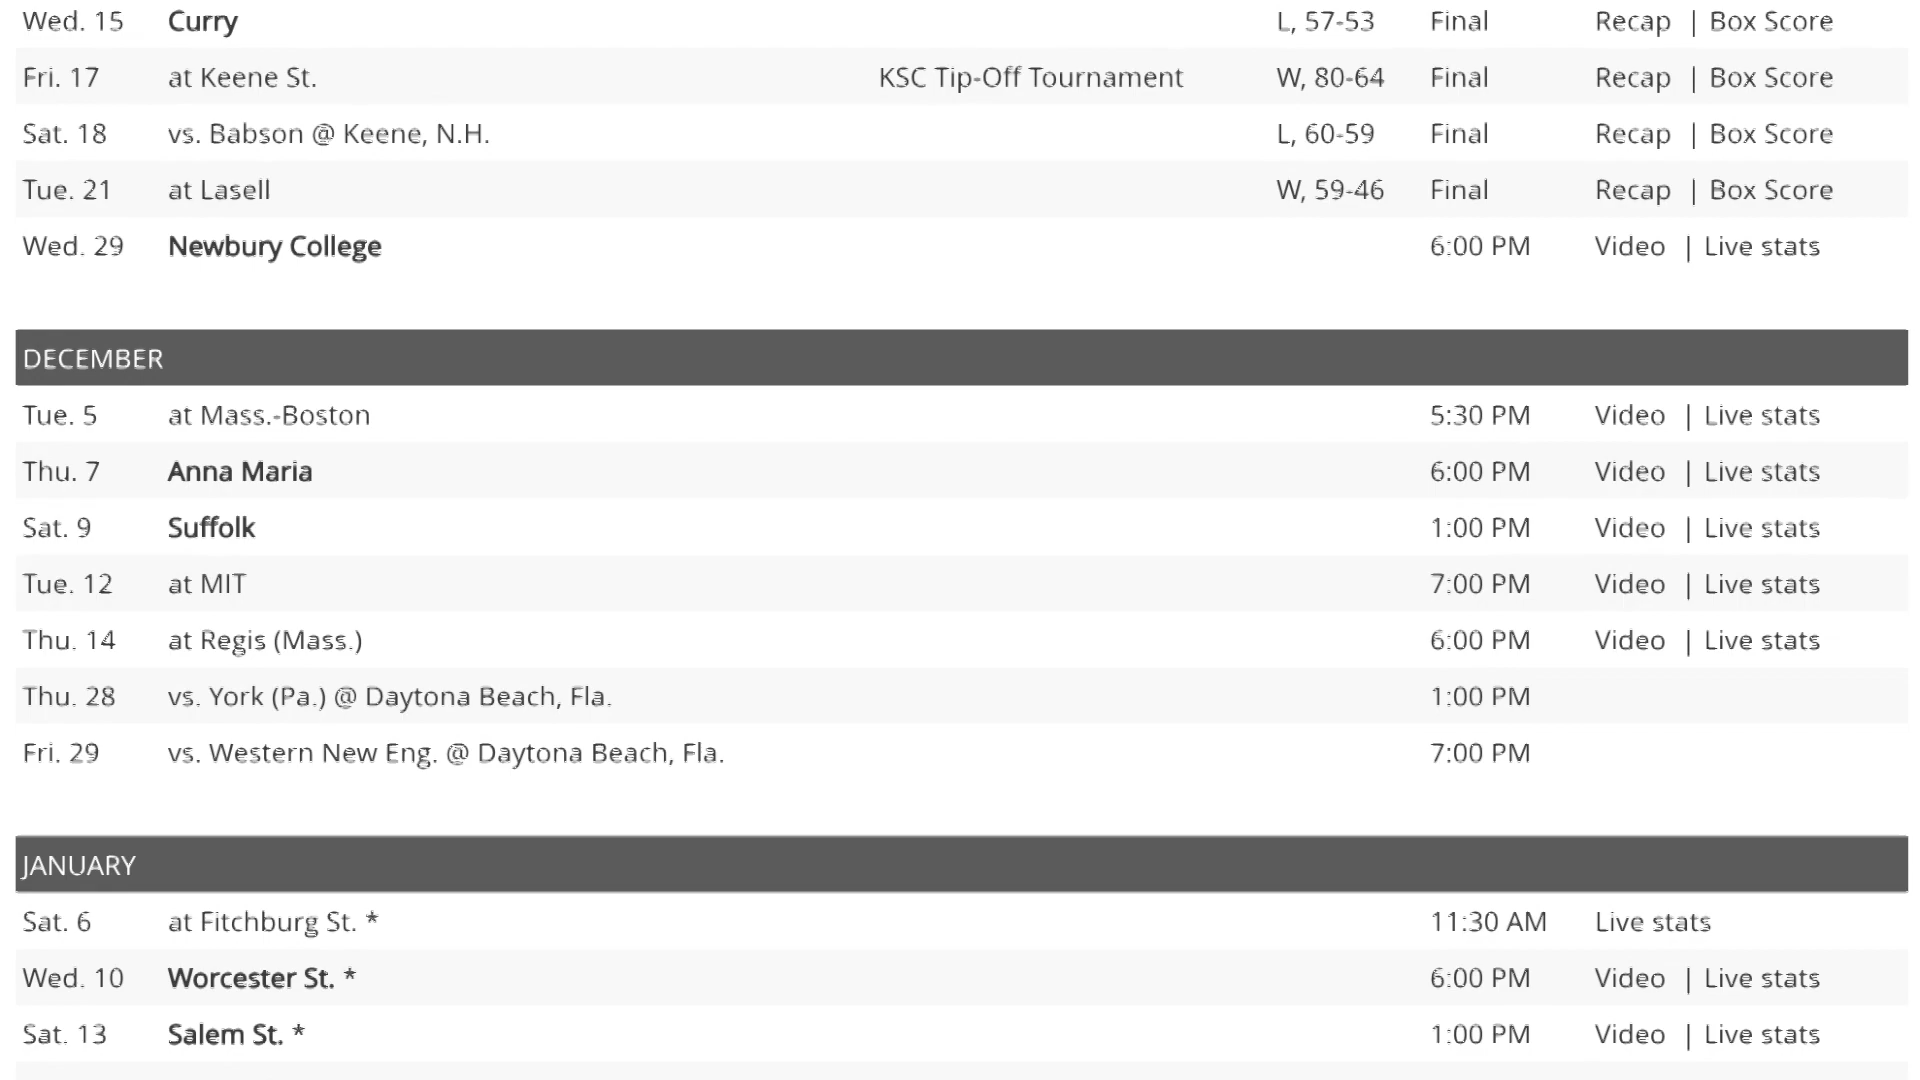 Wed. 15 Curry L, 57-53 Final Recap | Box Score
Fri. 17 at Keene St. KSC Tip-Off Tournament W, 80-64 Final Recap | Box Score
Sat. 18 vs. Babson @ Keene, N.H. L, 60-59 Final Recap | Box Score
Tue. 21 at Lasell W, 59-46 Final Recap | Box Score
Wed. 29 Newbury College 6:00 PM Video | Live stats
DECEMBER
Tue. 5 at Mass.-Boston 5:30 PM Video | Live stats
Thu. 7 Anna Maria 6:00 PM Video | Live stats
Sat. 9 Suffolk 1:00 PM Video | Live stats
Tue. 12 at MIT 7:00 PM Video | Live stats
Thu. 14 at Regis (Mass.) 6:00 PM Video | Live stats
Thu. 28 vs. York (Pa.) @ Daytona Beach, Fla. 1:00 PM
Fri. 29 vs. Western New Eng. @ Daytona Beach, Fla. 7:00 PM
JANUARY
Sat. 6 at Fitchburg St. * 11:30 AM Live stats
Wed. 10 Worcester St. * 6:00 PM Video | Live stats
Sat. 13 Salem St. * 1:00 PM Video | Live stats